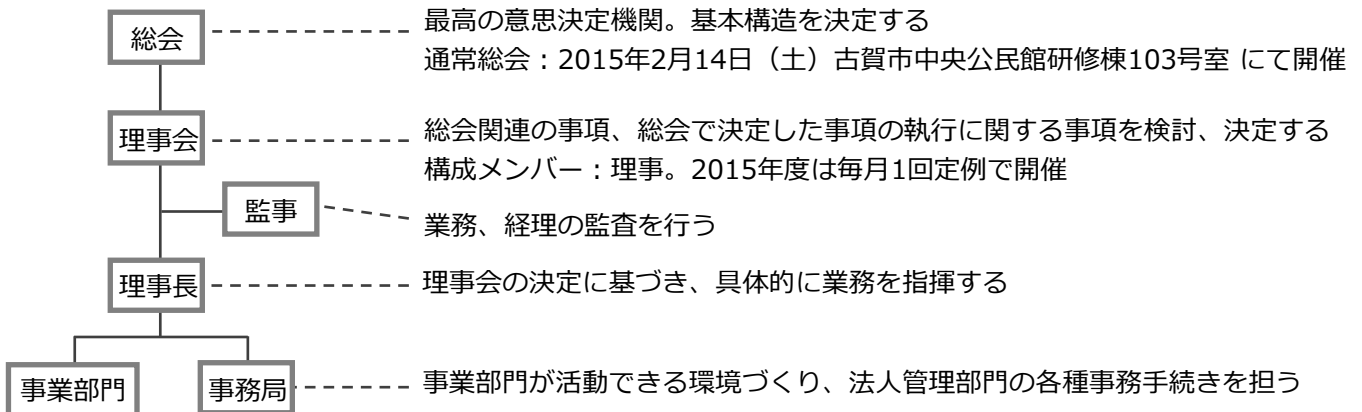 総会
最高の意思決定機関。基本構造を決定する
通常総会：2015年2月14日（土）古賀市中央公民館研修棟103号室 にて開催
理事会
総会関連の事項、総会で決定した事項の執行に関する事項を検討、決定する
構成メンバー：理事。2015年度は毎月1回定例で開催
監事
業務、経理の監査を行う
理事長
理事会の決定に基づき、具体的に業務を指揮する
事業部門
事務局
事業部門が活動できる環境づくり、法人管理部門の各種事務手続きを担う